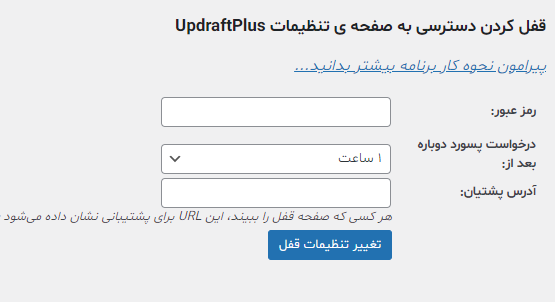 قفل کردن دسترسی به صفحه ی تنظیمات UpdraftPlus
پیرامون نحوه کار برنامه بیشتر بدانید...
رمز عبور:
درخواست پسورد دوباره
بعد از:
۱ ساعت
آدرس پشتیان:
هر کسی که صفحه قفل را ببیند، این URL برای پشتیبانی نشان داده می‌شود
تغییر تنظیمات قفل